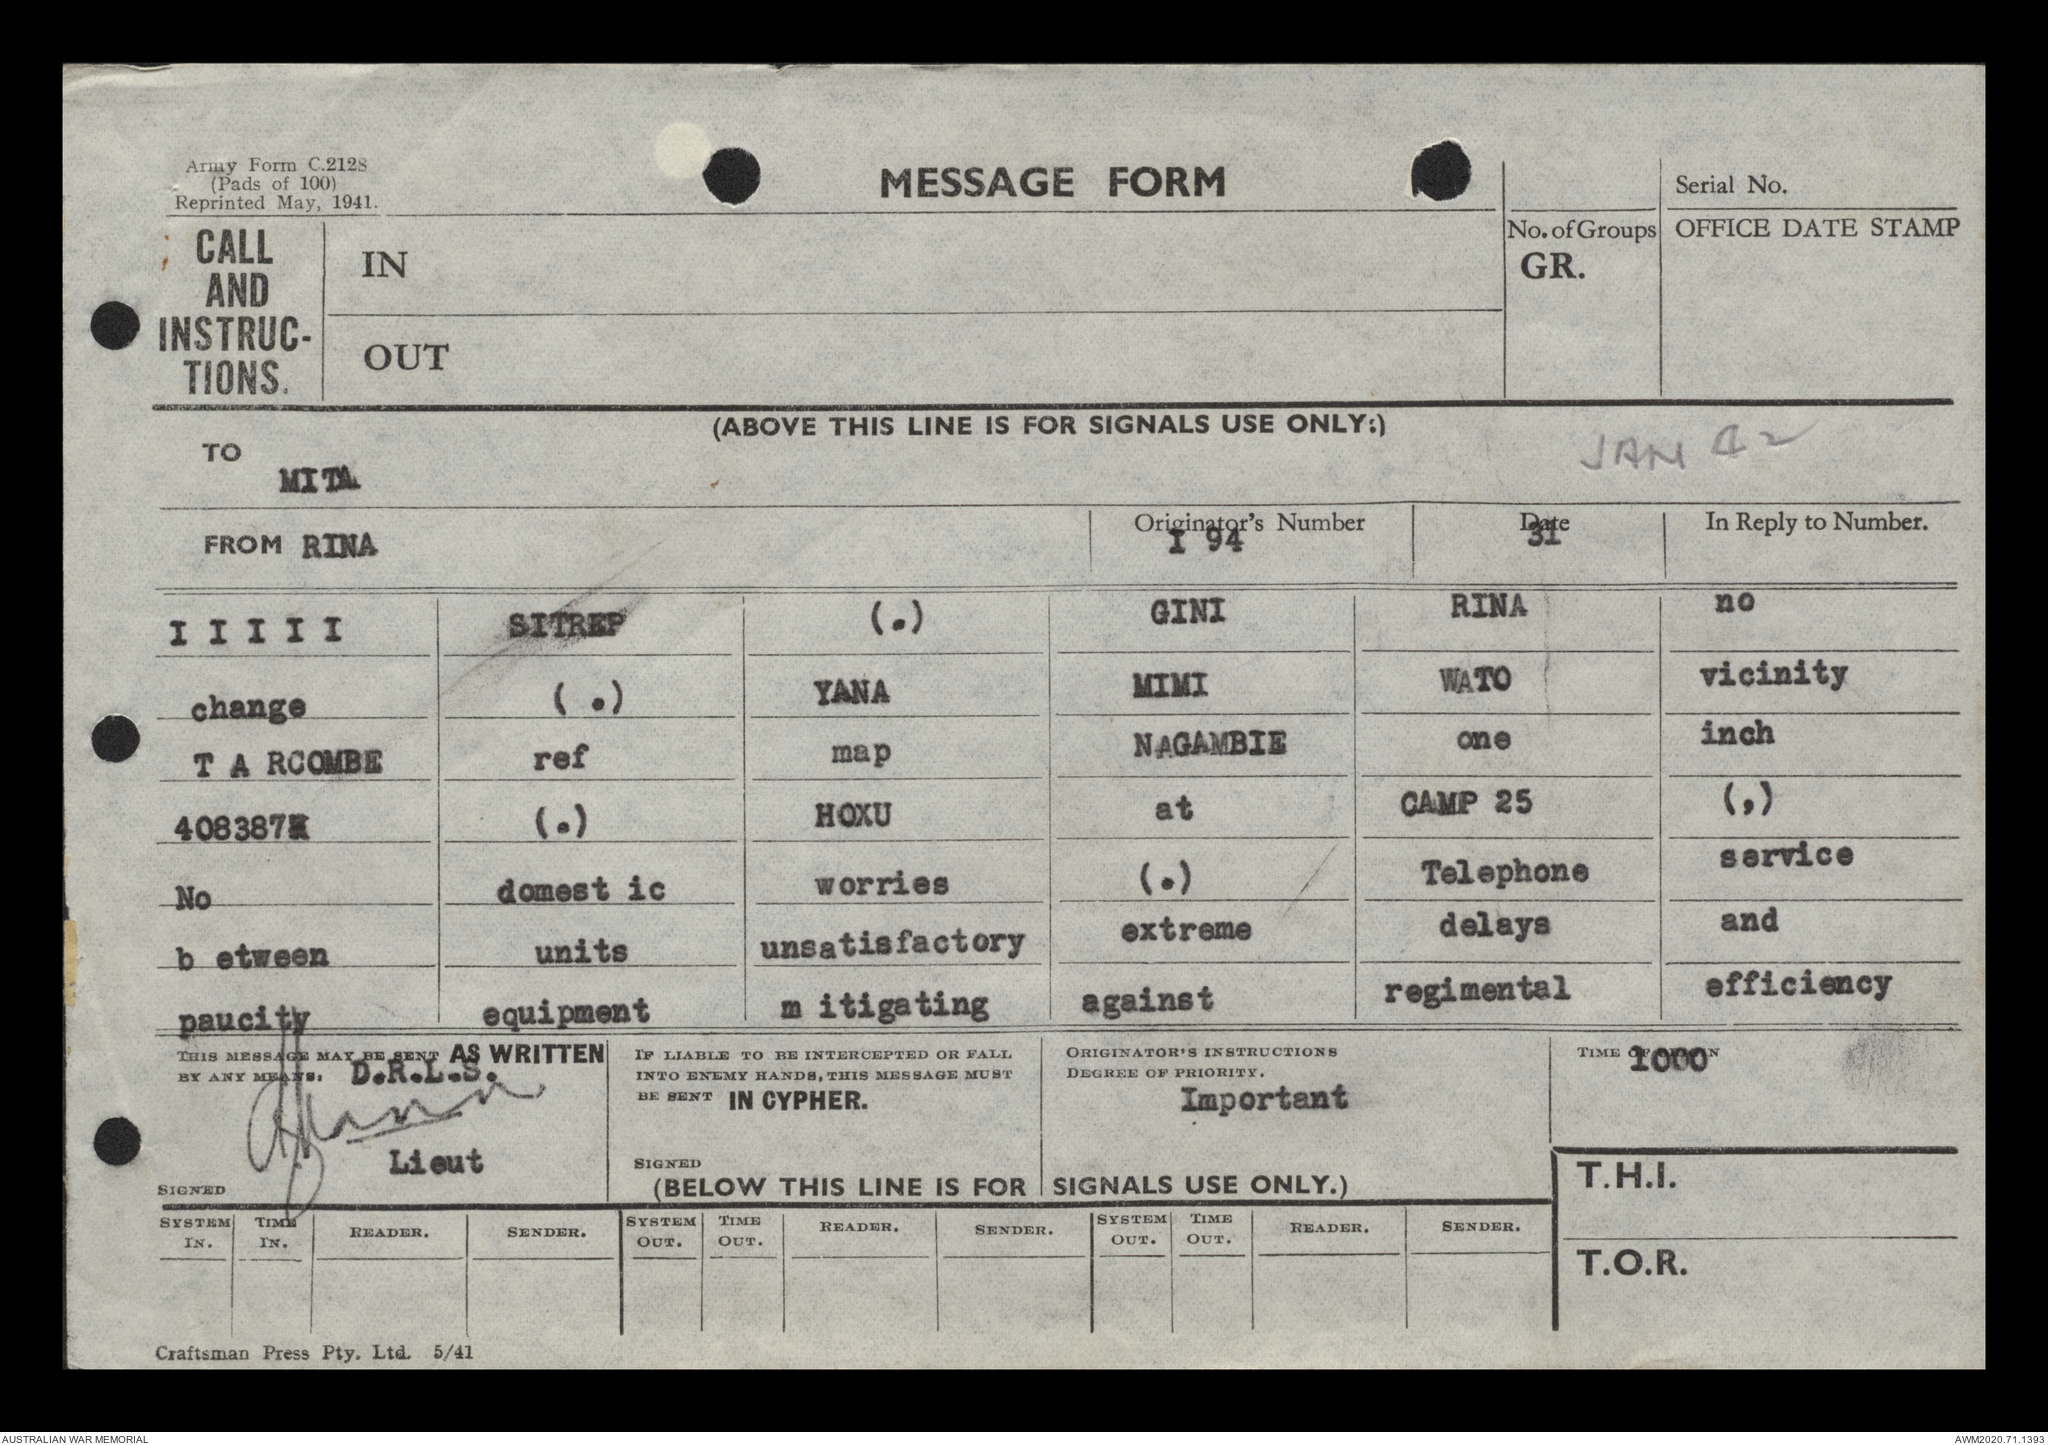 Army Form C.2128
(Pads of 100)
Reprinted May, 1941.
MESSAGE FORM
Serial No.
CALL AND INSTRUC-TIONS.
IN
OUT
No. of Groups
GR.
OFFICE DATE STAMP
(ABOVE THIS LINE IS FOR SIGNALS USE ONLY:)
JAN 42
TO MITA
FROM RINA
Originator's Number I 94
Date 31
In Reply to Number.
I I I I I SITREP (.) GINI RINA no
change (.) YANA MIMI WATO vicinity
T A RCOMBE ref map NAGAMBIE one inch
408387 (.) HOXU at CAMP 25 (,)
No domest ic worries (.) Telephone service
b etween units unsatisfactory extreme delays and
paucity equipment m itigating against regimental efficiency
THIS MESSAGE MAY BE SENT AS WRITTEN
BY ANY MEANS: D.R.L.S.
Lieut
SIGNED
IF LIABLE TO BE INTERCEPTED OR FALL
INTO ENEMY HANDS, THIS MESSAGE MUST
BE SENT IN CYPHER.
SIGNED
ORIGINATOR'S INSTRUCTIONS
DEGREE OF PRIORITY.
Important
TIME OF ORIGIN
1000
(BELOW THIS LINE IS FOR SIGNALS USE ONLY.)
T.H.I.
T.O.R.
SYSTEM IN. TIME IN. READER. SENDER. SYSTEM OUT. TIME OUT. READER. SENDER. SYSTEM OUT. TIME OUT. READER. SENDER.
Craftsman Press Pty. Ltd. 5/41
AUSTRALIAN WAR MEMORIAL
AWM2020.71.1393